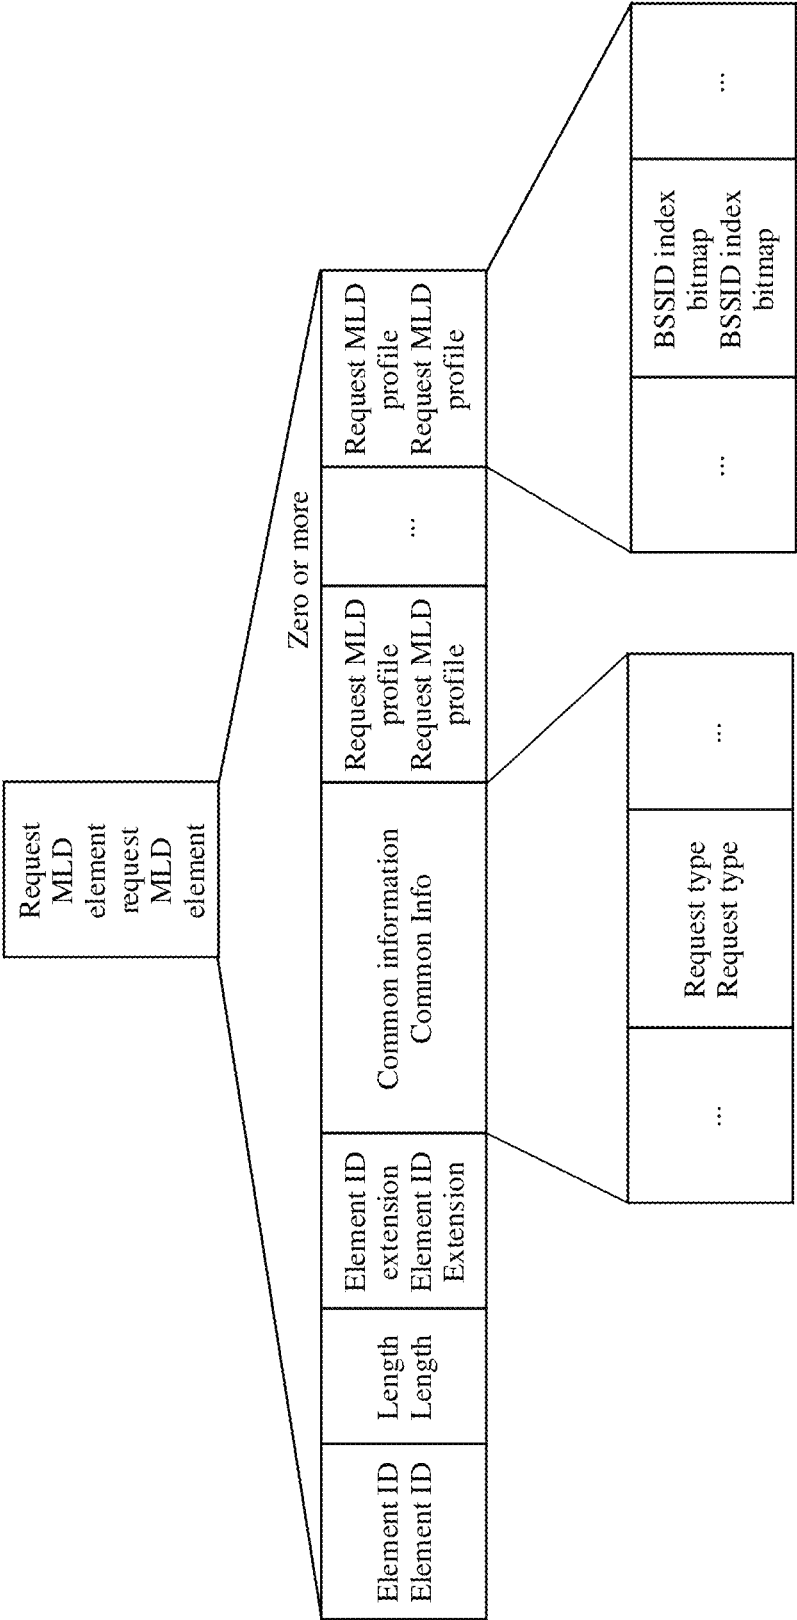 Request
MLD
element
request
MLD
element
Zero or more
Element ID
Element ID
Length
Length
Element ID
extension
Element ID
Extension
Common information
Common Info
Request MLD
profile
Request MLD
profile
...
Request MLD
profile
Request MLD
profile
...
Request type
Request type
...
...
BSSID index
bitmap
BSSID index
bitmap
...